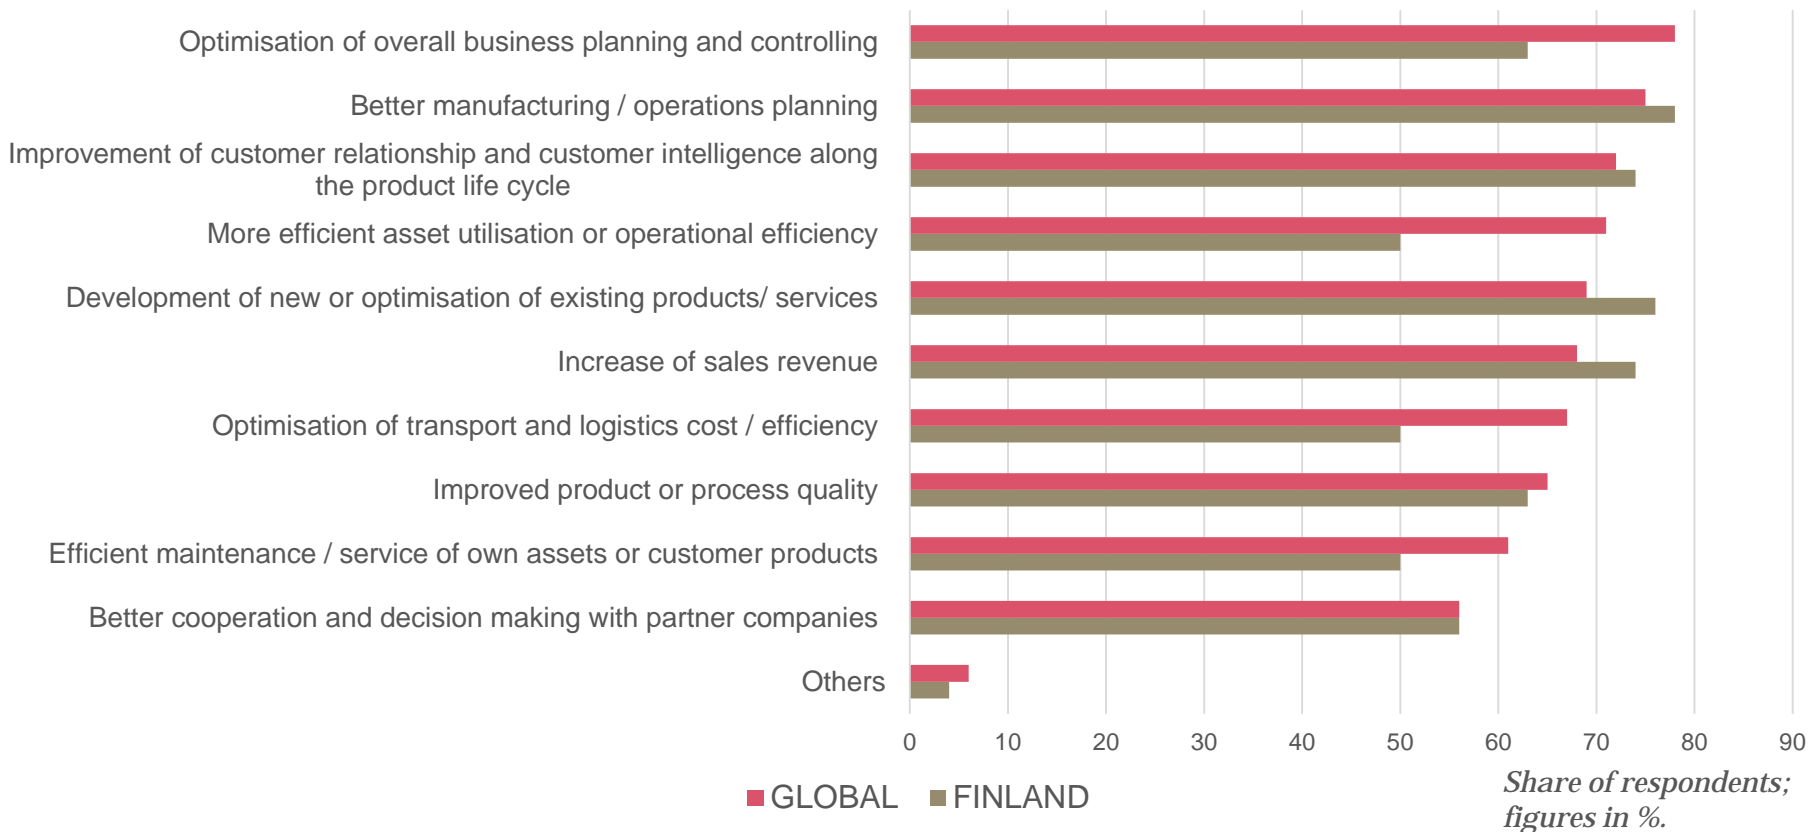 Optimisation of overall business planning and controlling
Better manufacturing / operations planning
Improvement of customer relationship and customer intelligence along
the product life cycle
More efficient asset utilisation or operational efficiency
Development of new or optimisation of existing products/ services
Increase of sales revenue
Optimisation of transport and logistics cost / efficiency
Improved product or process quality
Efficient maintenance / service of own assets or customer products
Better cooperation and decision making with partner companies
Others
0 10 20 30 40 50 60 70 80 90
GLOBAL FINLAND
Share of respondents;
figures in %.